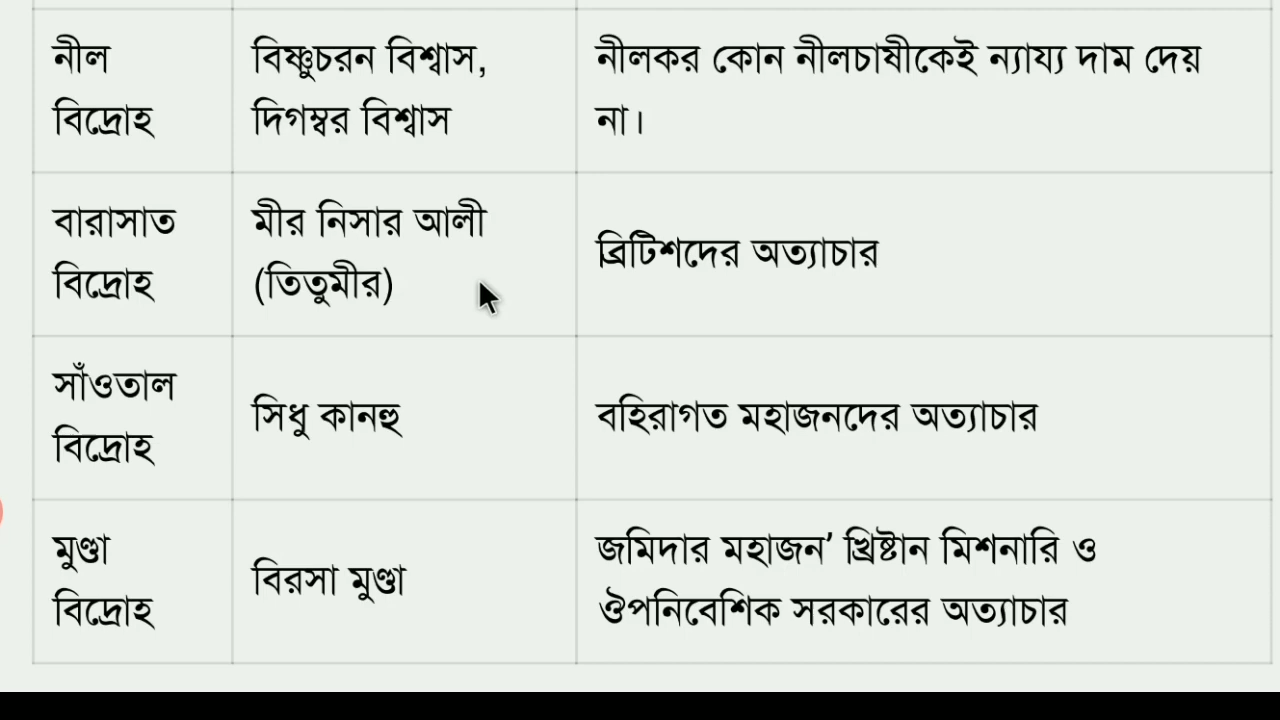 নীল
বিদ্রোহ
বিষ্ণুচরন বিশ্বাস,
দিগম্বর বিশ্বাস
নীলকর কোন নীলচাষীকেই ন্যায্য দাম দেয়
না।
বারাসাত
বিদ্রোহ
মীর নিসার আলী
(তিতুমীর)
ব্রিটিশদের অত্যাচার
সাঁওতাল
বিদ্রোহ
সিধু কানহু
বহিরাগত মহাজনদের অত্যাচার
মুণ্ডা
বিদ্রোহ
বিরসা মুণ্ডা
জমিদার মহাজন’ খ্রিষ্টান মিশনারি ও
ঔপনিবেশিক সরকারের অত্যাচার